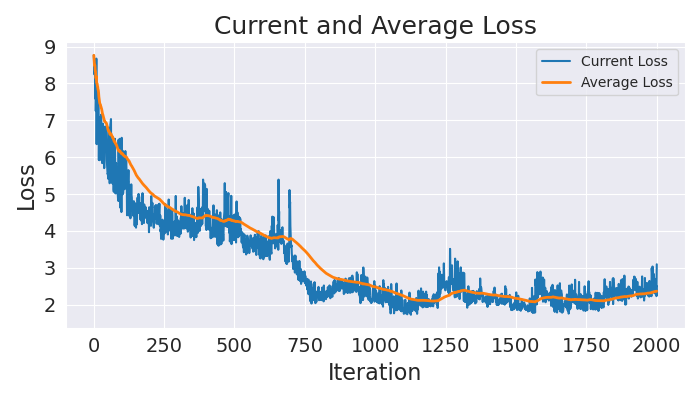 Current and Average Loss
Current Loss
Average Loss
Loss
9
8
7
6
5
4
3
2
0 250 500 750 1000 1250 1500 1750 2000
Iteration